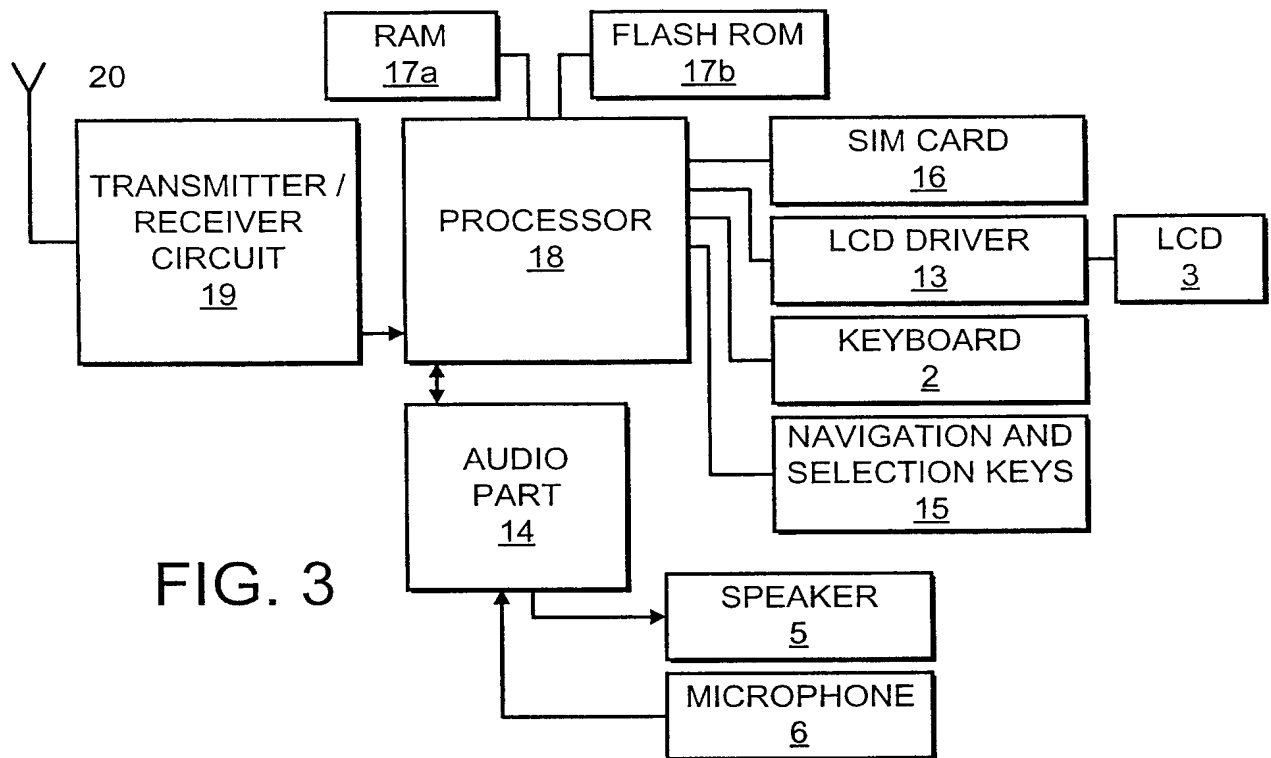 RAM
17a
FLASH ROM
17b
20
TRANSMITTER /
RECEIVER
CIRCUIT
19
PROCESSOR
18
SIM CARD
16
LCD DRIVER
13
LCD
3
KEYBOARD
2
NAVIGATION AND
SELECTION KEYS
15
AUDIO
PART
14
FIG. 3
SPEAKER
5
MICROPHONE
6